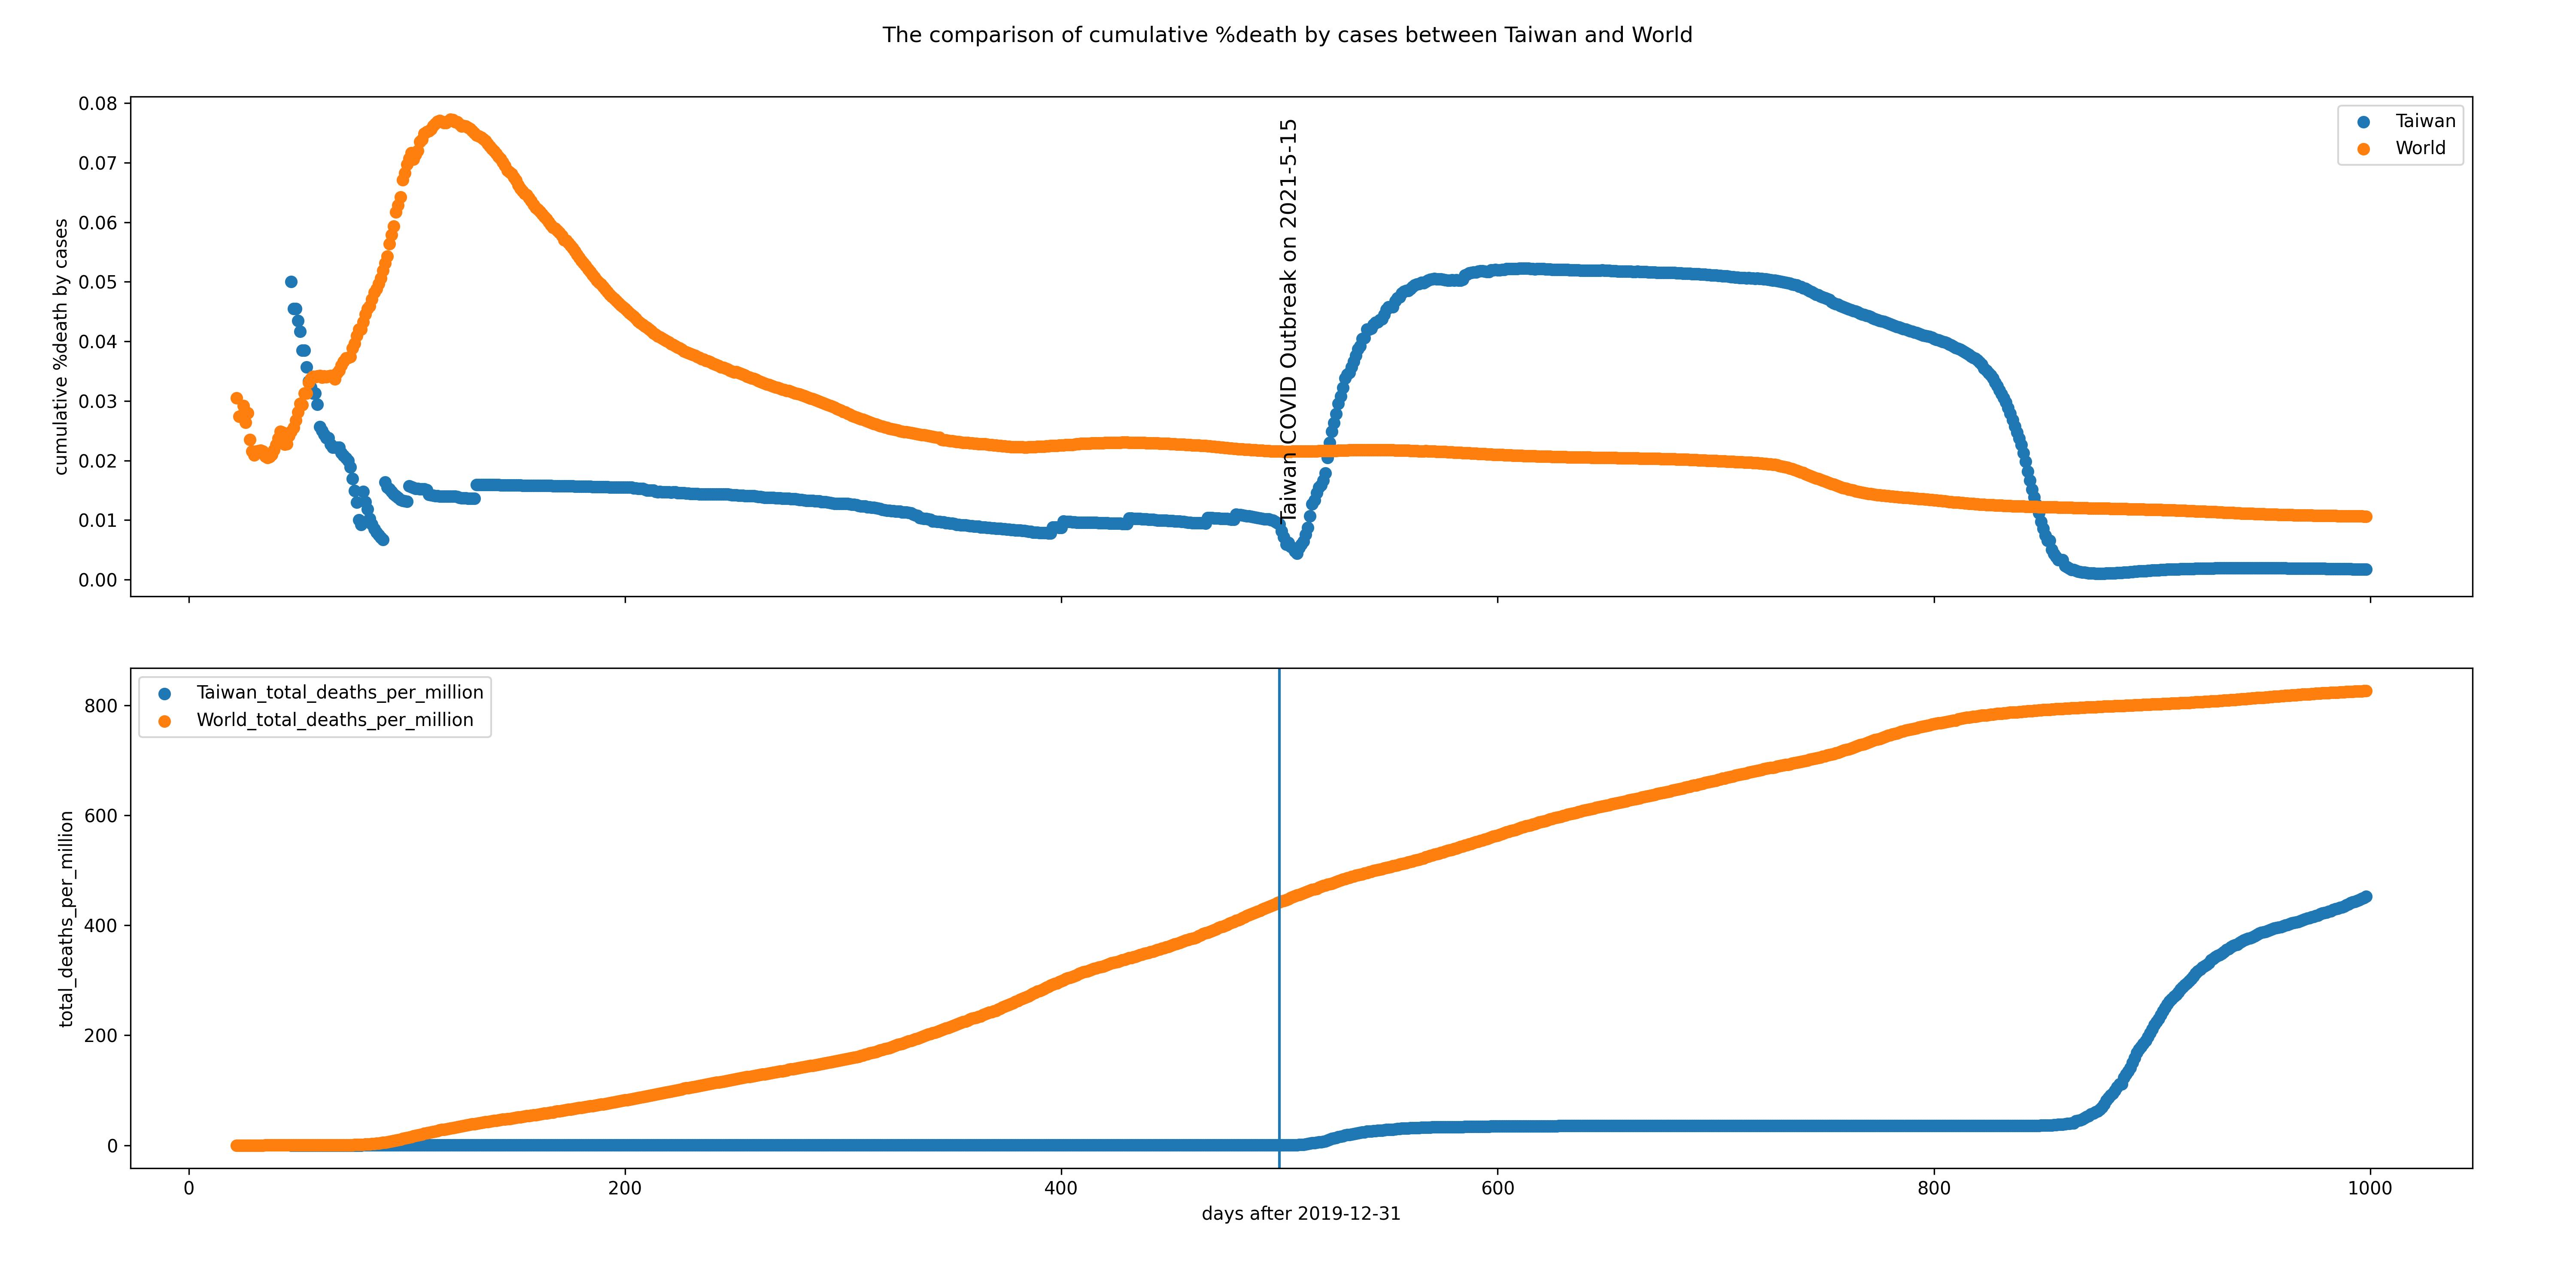 The comparison of cumulative %death by cases between Taiwan and World
cumulative %death by cases
0.08
0.07
0.06
0.05
0.04
0.03
0.02
0.01
0.00
Taiwan COVID Outbreak on 2021-5-15
Taiwan
World
total_deaths_per_million
800
600
400
200
0
Taiwan_total_deaths_per_million
World_total_deaths_per_million
0 200 400 600 800 1000
days after 2019-12-31